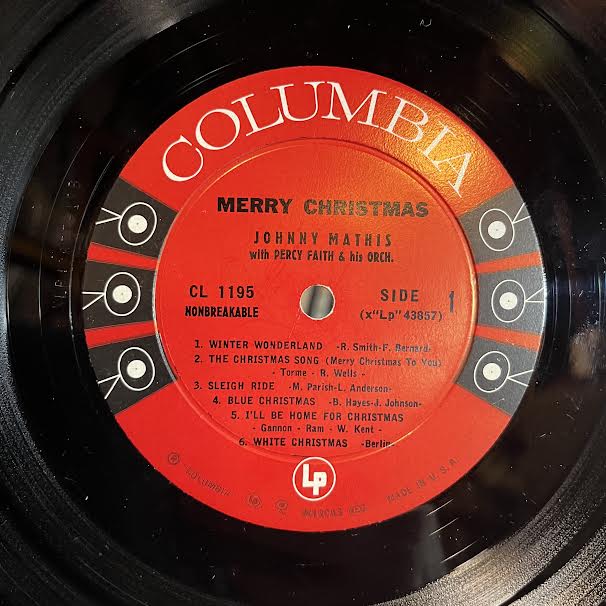 COLUMBIA
MERRY CHRISTMAS
JOHNNY MATHIS
with PERCY FAITH & his ORCH.
CL 1195
NONBREAKABLE
SIDE 1
(x"Lp" 43857)
1. WINTER WONDERLAND -R. Smith-F. Bernard-
2. THE CHRISTMAS SONG (Merry Christmas To You)
- Torme - R. Wells -
3. SLEIGH RIDE -M. Parish-L. Anderson-
4. BLUE CHRISTMAS -B. Hayes-J. Johnson-
5. I'LL BE HOME FOR CHRISTMAS
- Gannon - Ram - W. Kent -
6. WHITE CHRISTMAS -Berlin-
Lp
COLUMBIA
MADE IN U.S.A.